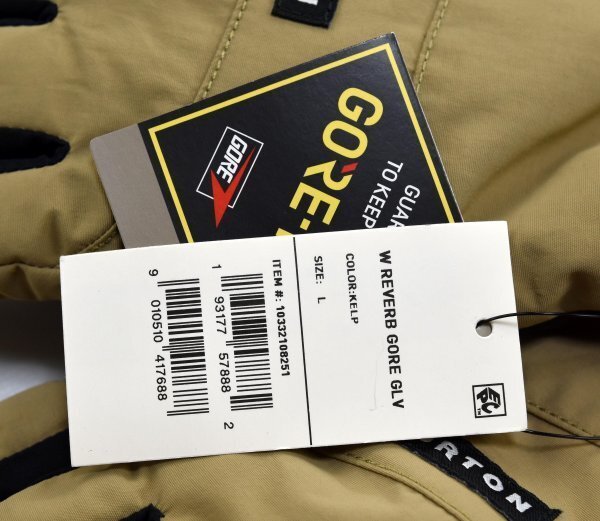 GORE
GORE-
GUAR
TO KEEP
W REVERB GORE GLV
COLOR:KELP
SIZE: L
ITEM #: 10332108251
1 93177 57888 2
9 010510 417688
RTON